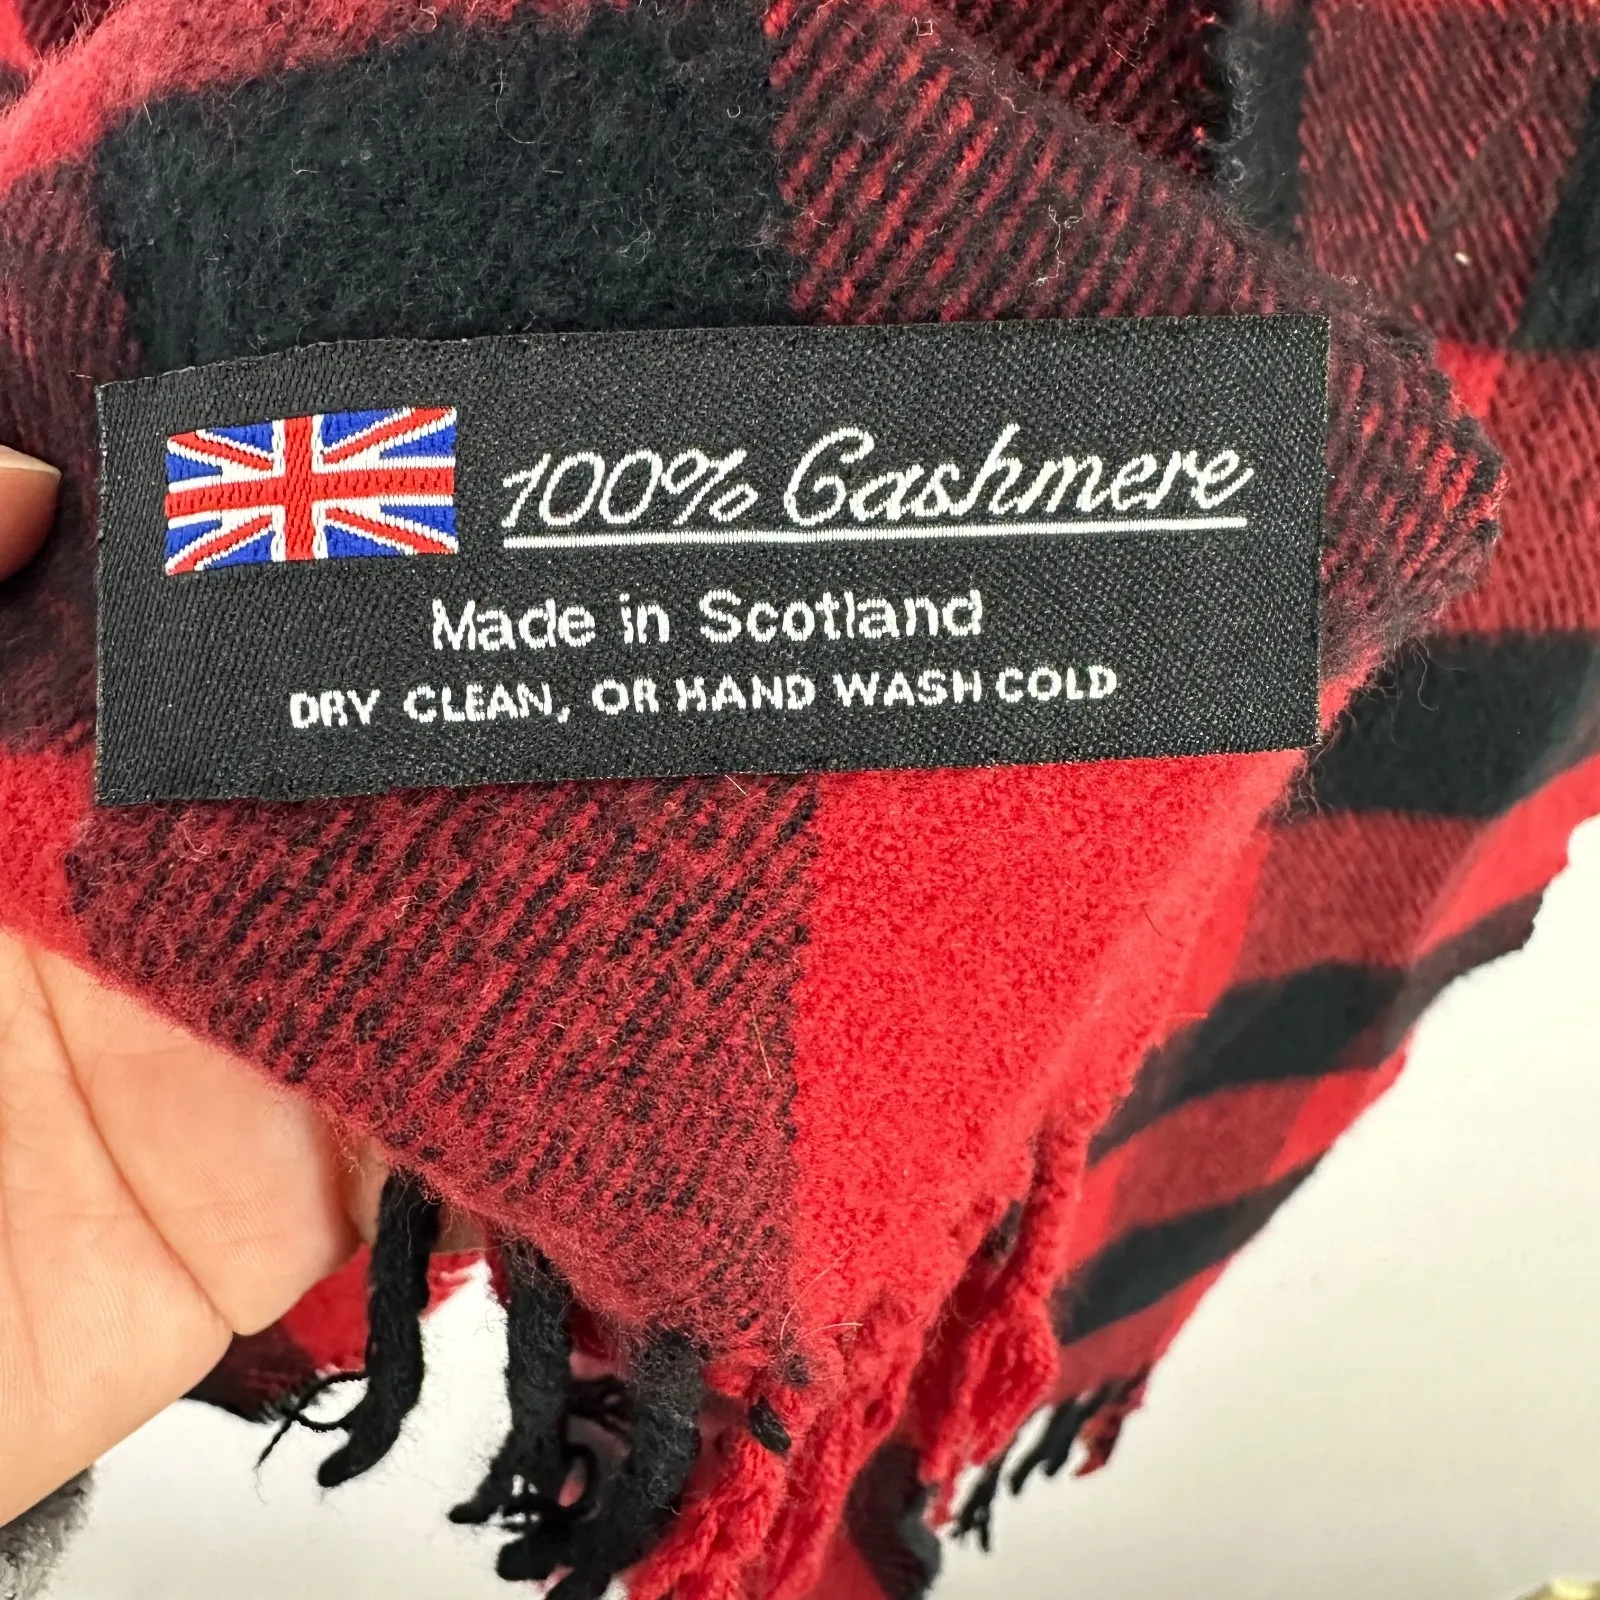 100% Cashmere
Made in Scotland
DRY CLEAN, OR HAND WASH COLD